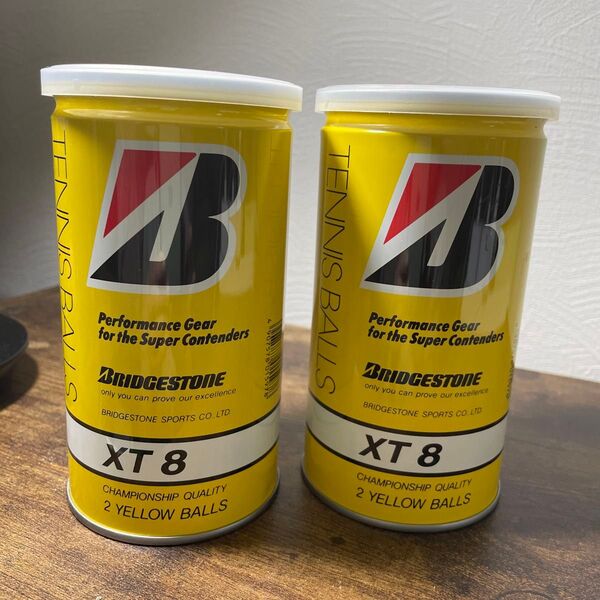 TENNIS BALLS
B
Performance Gear
for the Super Contenders
BRIDGESTONE
only you can prove our excellence
BRIDGESTONE SPORTS CO. LTD.
XT 8
CHAMPIONSHIP QUALITY
2 YELLOW BALLS
TENNIS BALLS
B
Performance Gear
for the Super Contenders
BRIDGESTONE
only you can prove our excellence
BRIDGESTONE SPORTS CO. LTD.
XT 8
CHAMPIONSHIP QUALITY
2 YELLOW BALLS